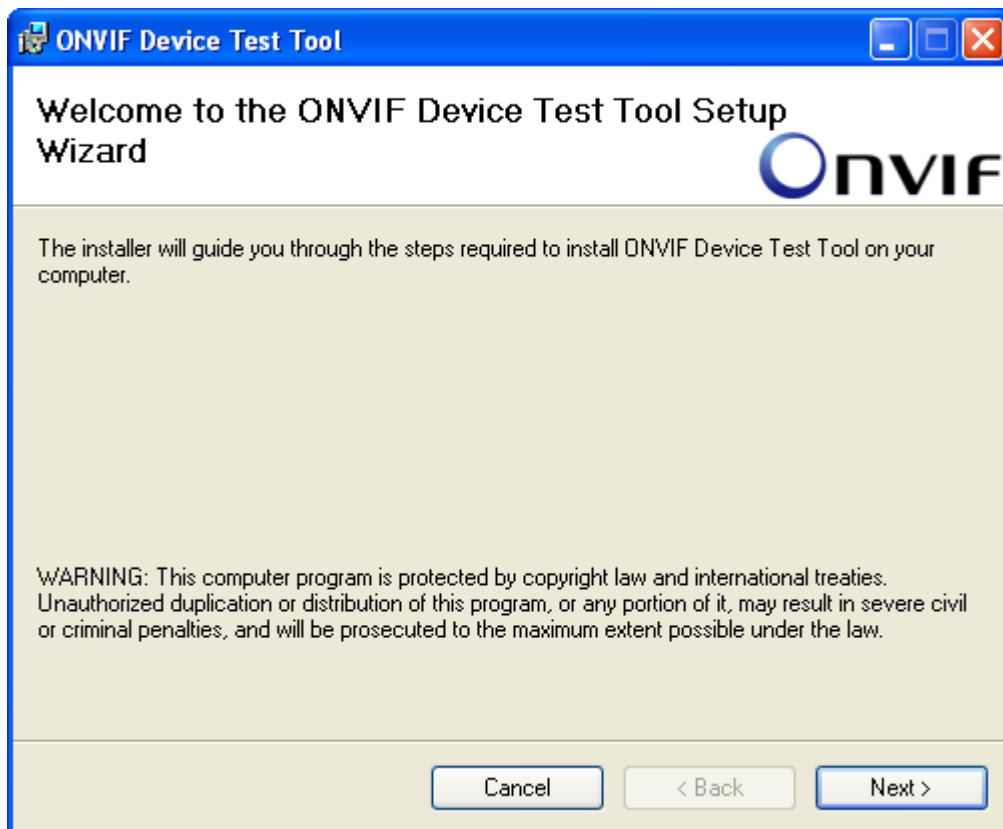 ONVIF Device Test Tool
Welcome to the ONVIF Device Test Tool Setup
Wizard
ONVIF
The installer will guide you through the steps required to install ONVIF Device Test Tool on your
computer.
WARNING: This computer program is protected by copyright law and international treaties.
Unauthorized duplication or distribution of this program, or any portion of it, may result in severe civil
or criminal penalties, and will be prosecuted to the maximum extent possible under the law.
Cancel
< Back
Next >